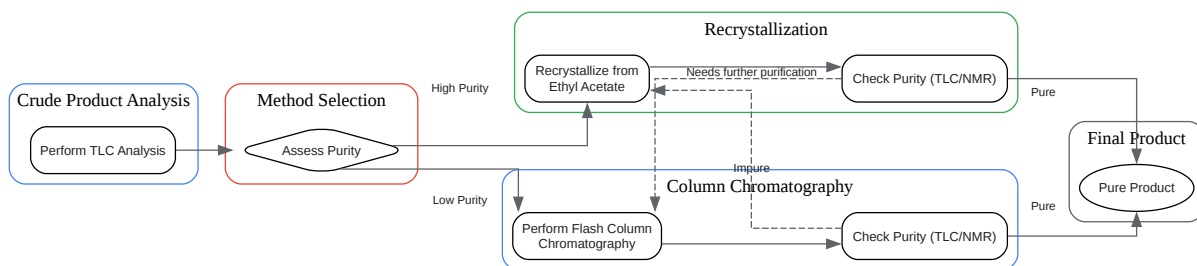 Crude Product Analysis
Perform TLC Analysis
Method Selection
Assess Purity
High Purity
Low Purity
Recrystallization
Recrystallize from
Ethyl Acetate
Needs further purification
Check Purity (TLC/NMR)
Pure
Impure
Column Chromatography
Perform Flash Column
Chromatography
Check Purity (TLC/NMR)
Pure
Final Product
Pure Product